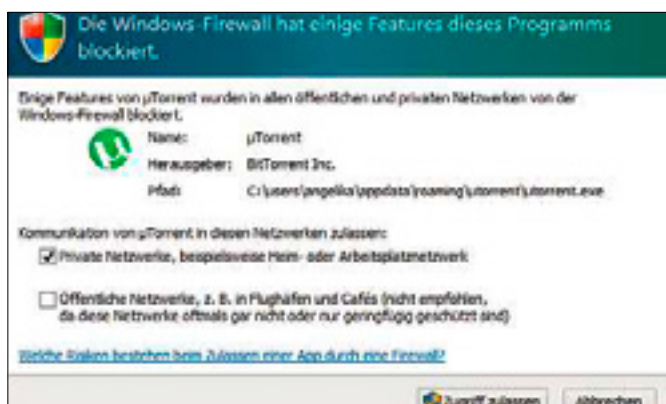 Die Windows-Firewall hat einige Features dieses Programms
blockiert.
Einige Features von µTorrent wurden in allen öffentlichen und privaten Netzwerken von der
Windows-Firewall blockiert.
Name: µTorrent
Herausgeber: BitTorrent Inc.
Pfad: C:\users\angelika\appdata\roaming\utorrent\utorrent.exe
Kommunikation von µTorrent in diesen Netzwerken zulassen:
Private Netzwerke, beispielsweise Heim- oder Arbeitsplatznetzwerk
Öffentliche Netzwerke, z. B. in Flughäfen und Cafés (nicht empfohlen,
da diese Netzwerke oftmals gar nicht oder nur geringfügig geschützt sind)
Welche Risiken bestehen beim Zulassen einer App durch eine Firewall?
Zugriff zulassen Abbrechen